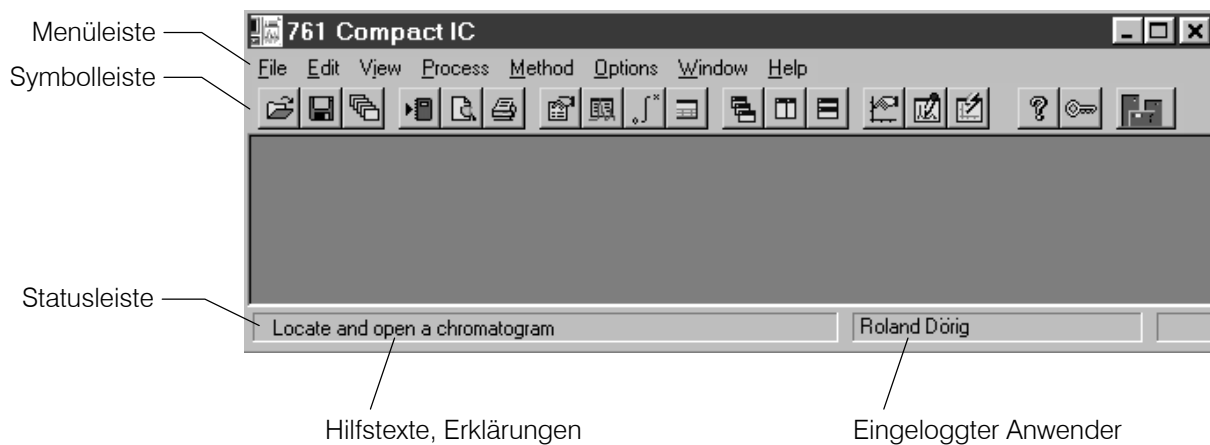 761 Compact IC
Menüleiste
File Edit View Process Method Options Window Help
Symbolleiste
Statusleiste
Locate and open a chromatogram Roland Dörig
Hilfstexte, Erklärungen Eingeloggter Anwender